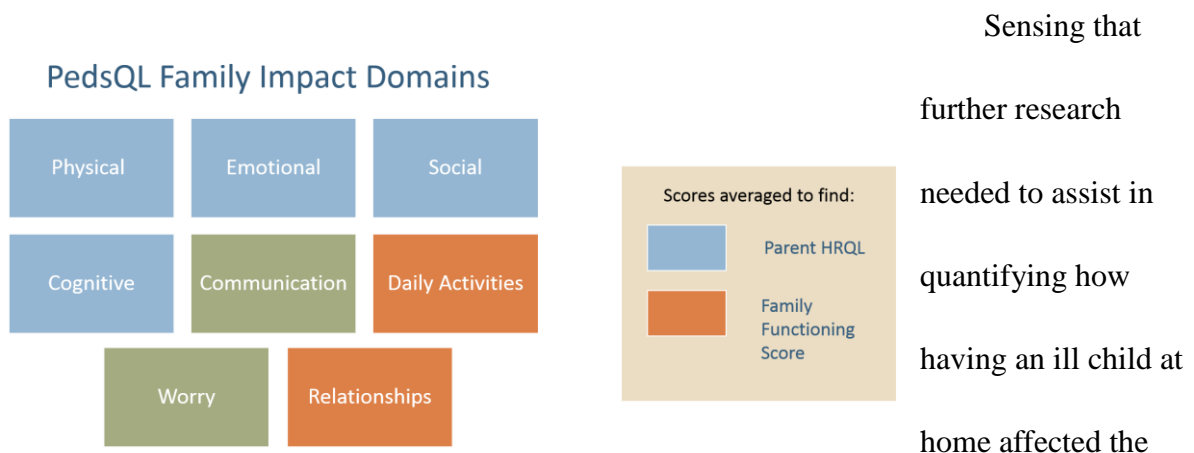 PedsQL Family Impact Domains
Physical
Emotional
Social
Cognitive
Communication
Daily Activities
Worry
Relationships
Scores averaged to find:
Parent HRQL
Family
Functioning
Score
Sensing that
further research
needed to assist in
quantifying how
having an ill child at
home affected the